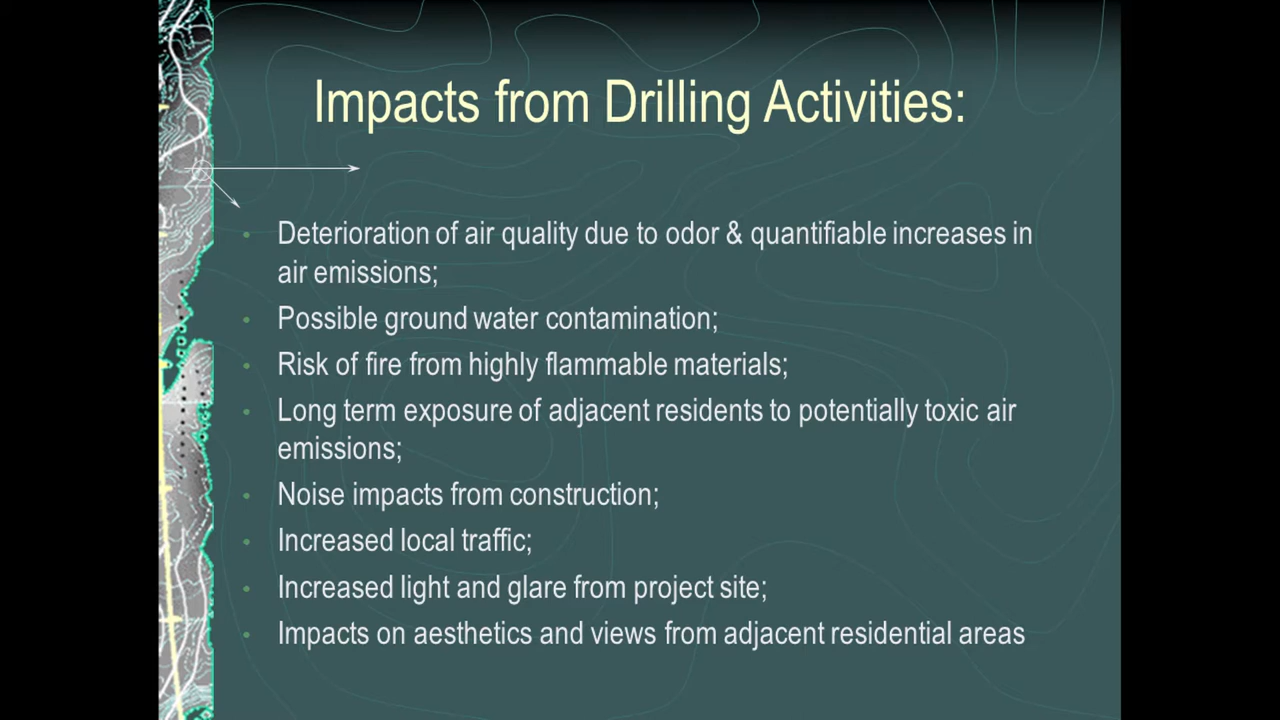 Impacts from Drilling Activities:
• Deterioration of air quality due to odor & quantifiable increases in
air emissions;
• Possible ground water contamination;
• Risk of fire from highly flammable materials;
• Long term exposure of adjacent residents to potentially toxic air
emissions;
• Noise impacts from construction;
• Increased local traffic;
• Increased light and glare from project site;
• Impacts on aesthetics and views from adjacent residential areas